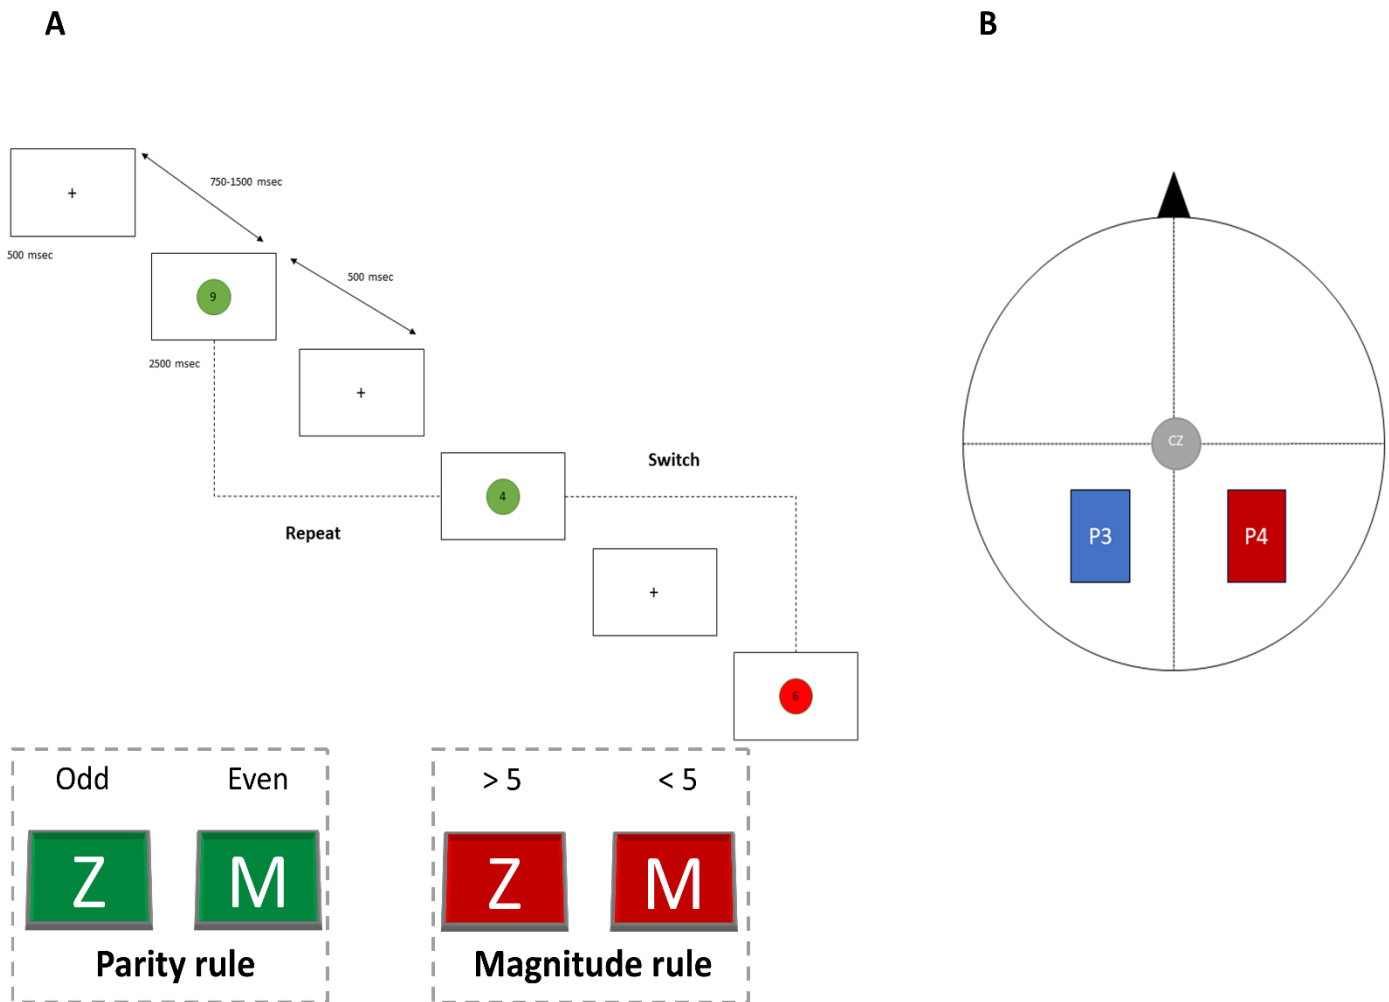 A
B
+
750-1500 msec
500 msec
9
500 msec
2500 msec
+
Switch
4
Repeat
+
6
CZ
P3
P4
Odd
Even
Z
M
Parity rule
> 5
< 5
Z
M
Magnitude rule